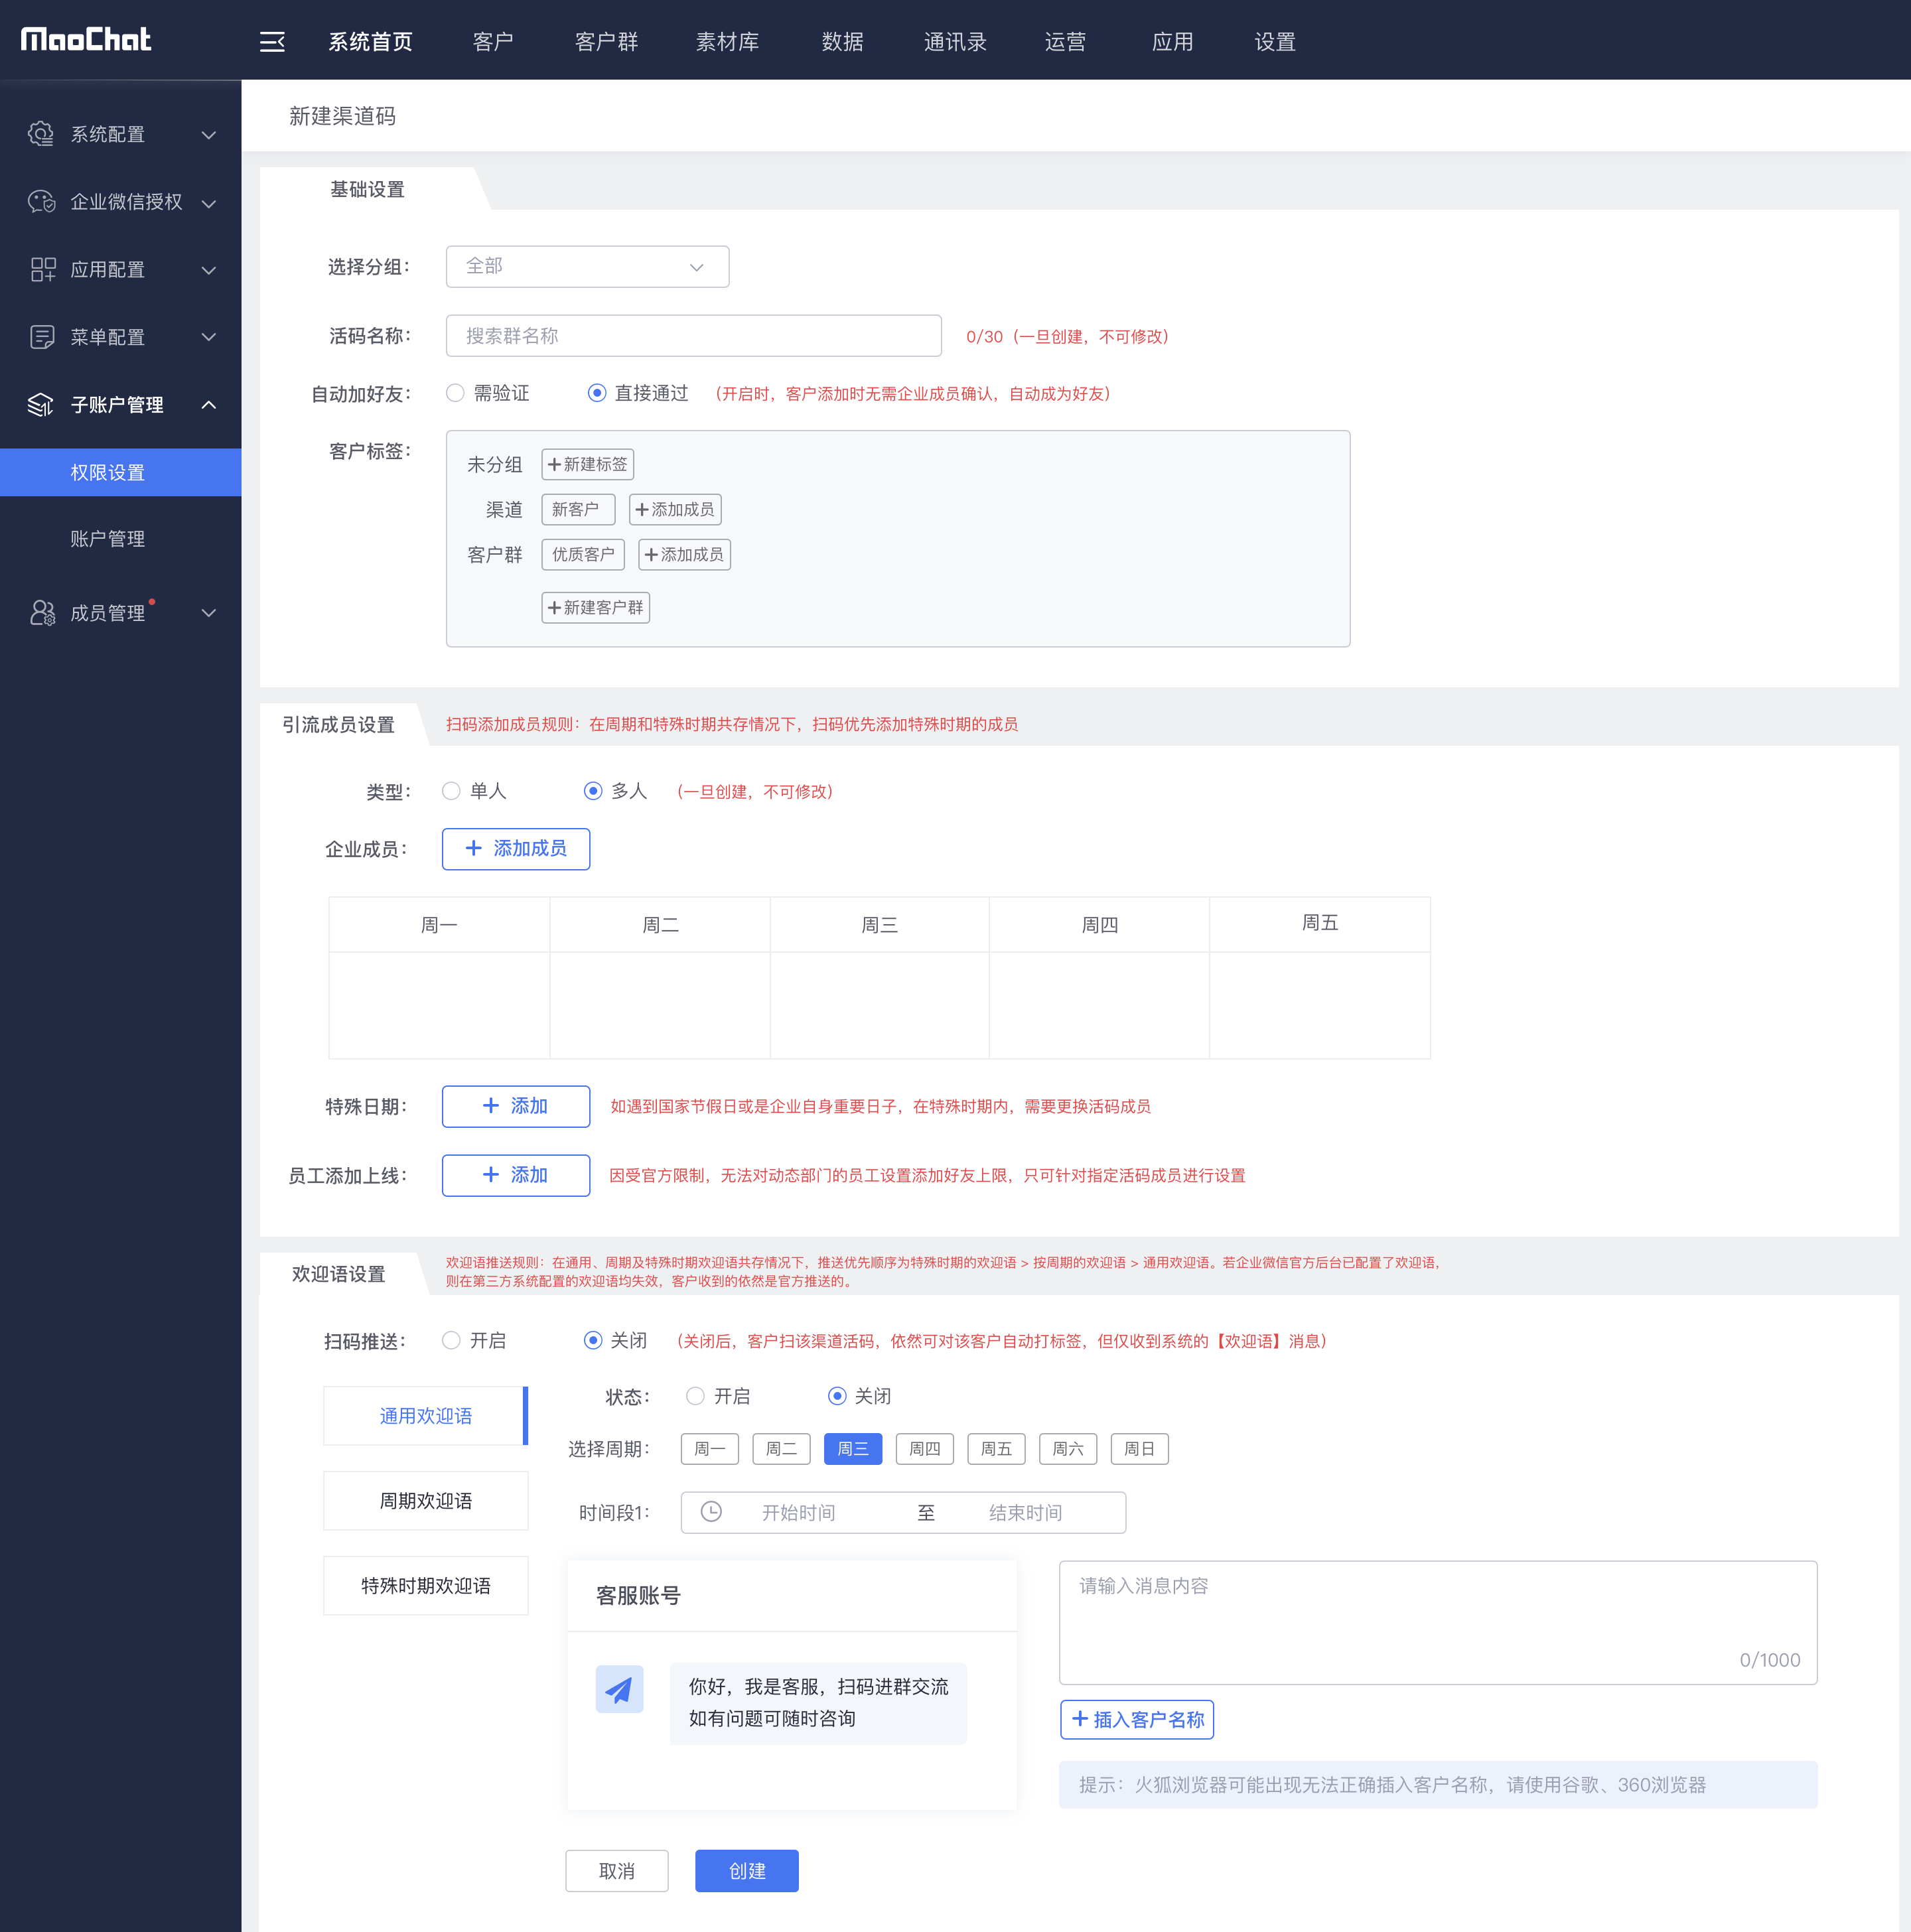 MaoChat
系统首页 客户 客户群 素材库 数据 通讯录 运营 应用 设置
系统配置
企业微信授权
应用配置
菜单配置
子账户管理
权限设置
账户管理
成员管理
新建渠道码
基础设置
选择分组： 全部
活码名称： 搜索群名称 0/30（一旦创建，不可修改）
自动加好友： 需验证 直接通过 （开启时，客户添加时无需企业成员确认，自动成为好友）
客户标签：
未分组 +新建标签
渠道 新客户 +添加成员
客户群 优质客户 +添加成员
+新建客户群
引流成员设置 扫码添加成员规则：在周期和特殊时期共存情况下，扫码优先添加特殊时期的成员
类型： 单人 多人 （一旦创建，不可修改）
企业成员： + 添加成员
周一 周二 周三 周四 周五
特殊日期： + 添加 如遇到国家节假日或是企业自身重要日子，在特殊时期内，需要更换活码成员
员工添加上线： + 添加 因受官方限制，无法对动态部门的员工设置添加好友上限，只可针对指定活码成员进行设置
欢迎语设置
欢迎语推送规则：在通用、周期及特殊时期欢迎语共存情况下，推送优先顺序为特殊时期的欢迎语 > 按周期的欢迎语 > 通用欢迎语。若企业微信官方后台已配置了欢迎语，
则在第三方系统配置的欢迎语均失效，客户收到的依然是官方推送的。
扫码推送： 开启 关闭 （关闭后，客户扫该渠道活码，依然可对该客户自动打标签，但仅收到系统的【欢迎语】消息）
通用欢迎语
周期欢迎语
特殊时期欢迎语
状态： 开启 关闭
选择周期： 周一 周二 周三 周四 周五 周六 周日
时间段1： 开始时间 至 结束时间
客服账号
你好，我是客服，扫码进群交流
如有问题可随时咨询
请输入消息内容
0/1000
+插入客户名称
提示：火狐浏览器可能出现无法正确插入客户名称，请使用谷歌、360浏览器
取消 创建